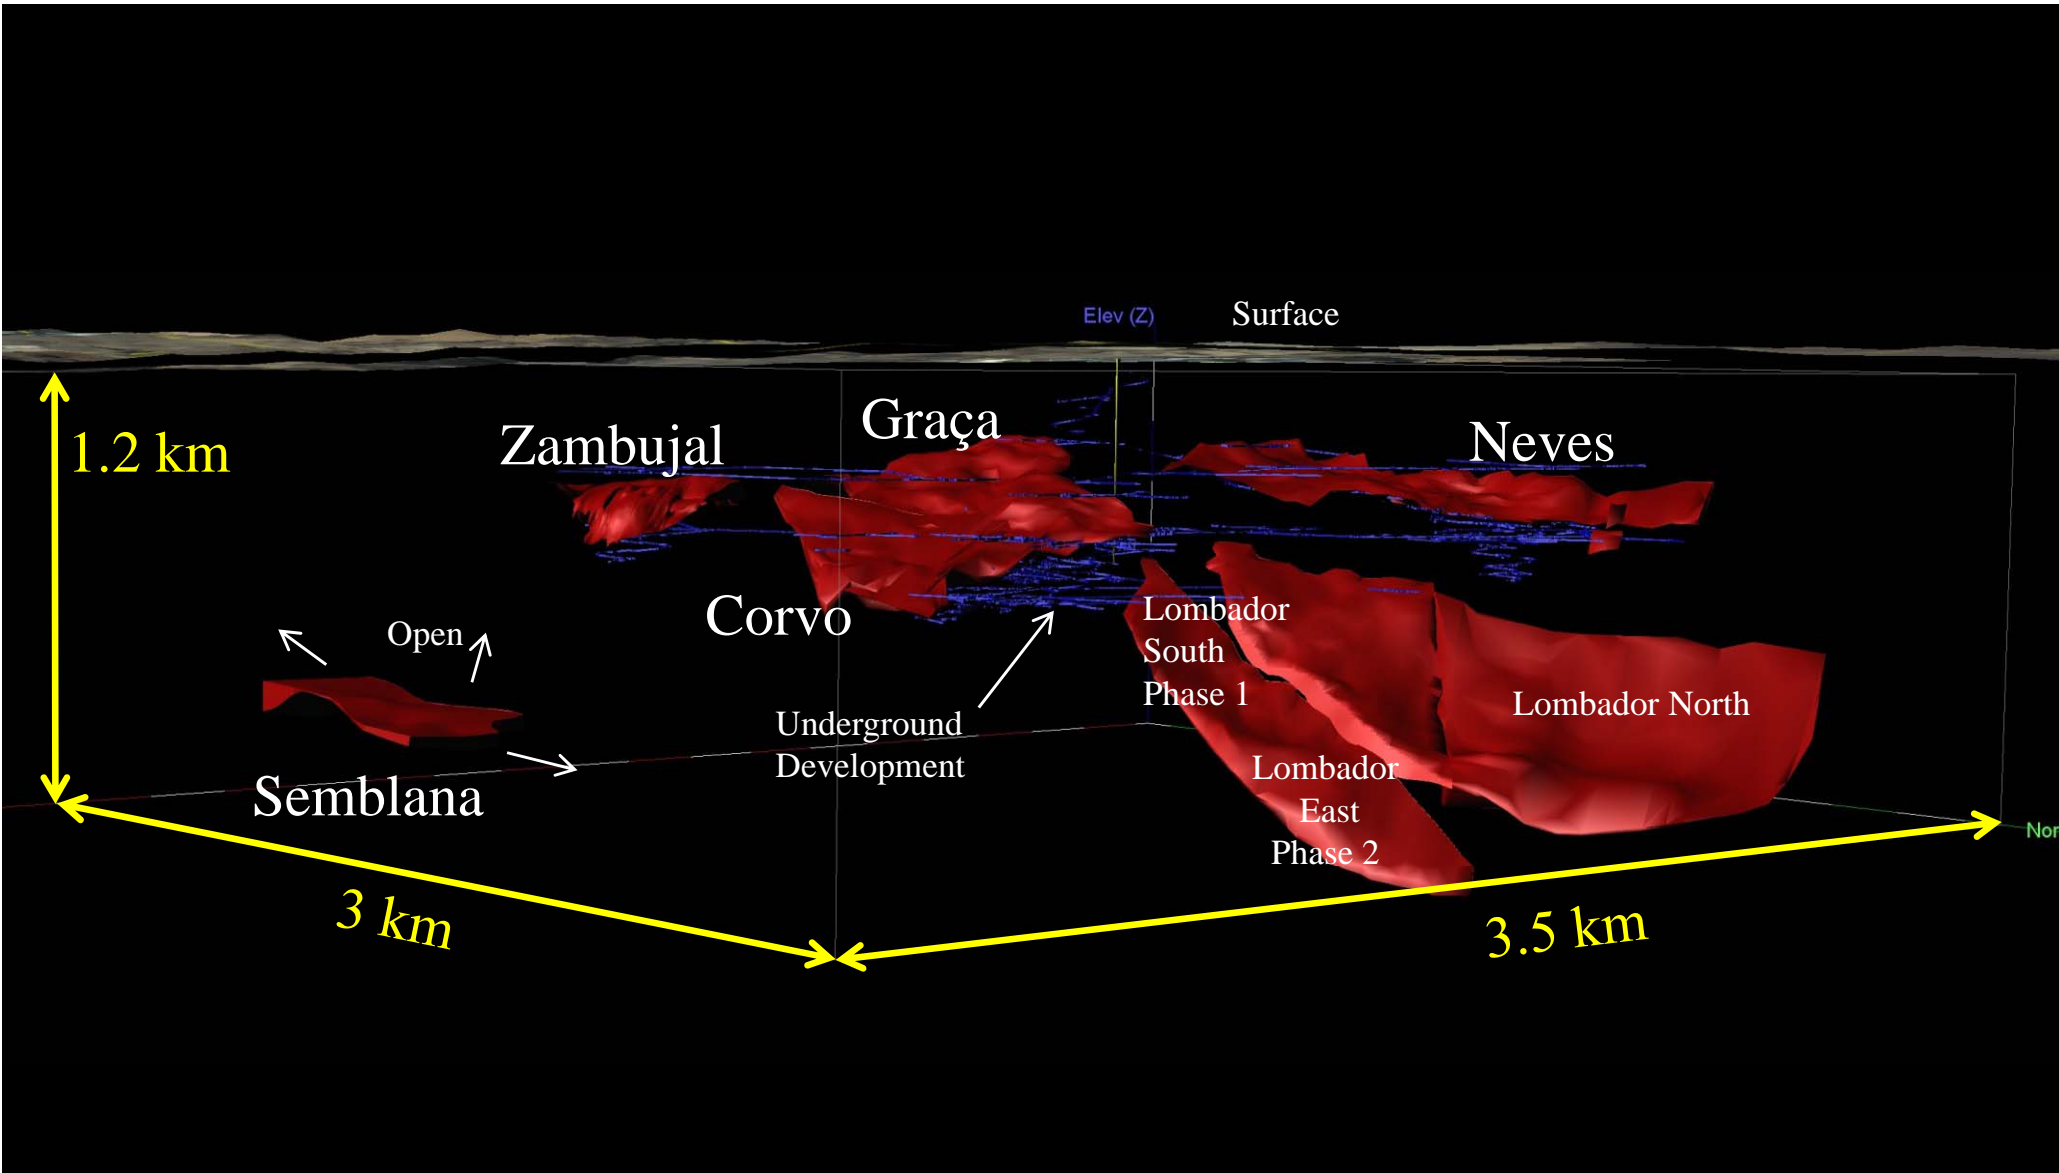 Elev (Z)
Surface
1.2 km
Zambujal
Graça
Neves
Corvo
Open
Lombador
South
Phase 1
Lombador North
Underground
Development
Semblana
Lombador
East
Phase 2
3 km
3.5 km
Nor